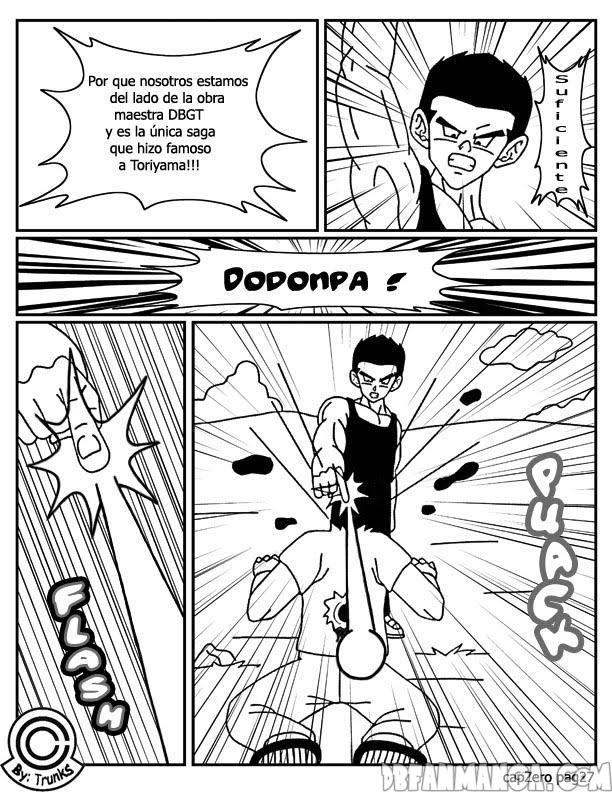 Por que nosotros estamos
del lado de la obra
maestra DBGT
y es la única saga
que hizo famoso
a Toriyama!!!
Suficiente
DODONPA !
FLASH
PUACK
By: Trunks
capZero pag27
DBFANMANGA.COM